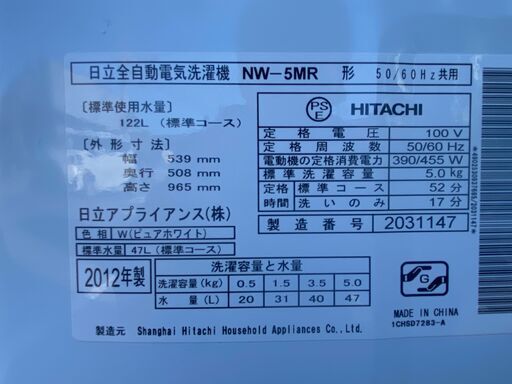 日立全自動電気洗濯機 NW-5MR 形 50/60Hz共用
[標準使用水量]
122L (標準コース)
[外形寸法]
幅 539 mm
奥行 508 mm
高さ 965 mm
日立アプライアンス(株)
色相 W(ピュアホワイト)
標準水量 47L (標準コース)
PSE HITACHI
定格電圧 100 V
定格周波数 50/60 Hz
電動機の定格消費電力 390/455 W
標準洗濯容量 5.0 kg
定格時間 標準コース 52 分
洗いのみ 17 分
製造番号 2031147
2012年製
洗濯容量と水量
洗濯容量(kg) 0.5 1.5 3.5 5.0
水量(L) 20 31 40 47
製造元 Shanghai Hitachi Household Appliances Co.,Ltd.
G
1CHSD7283-A